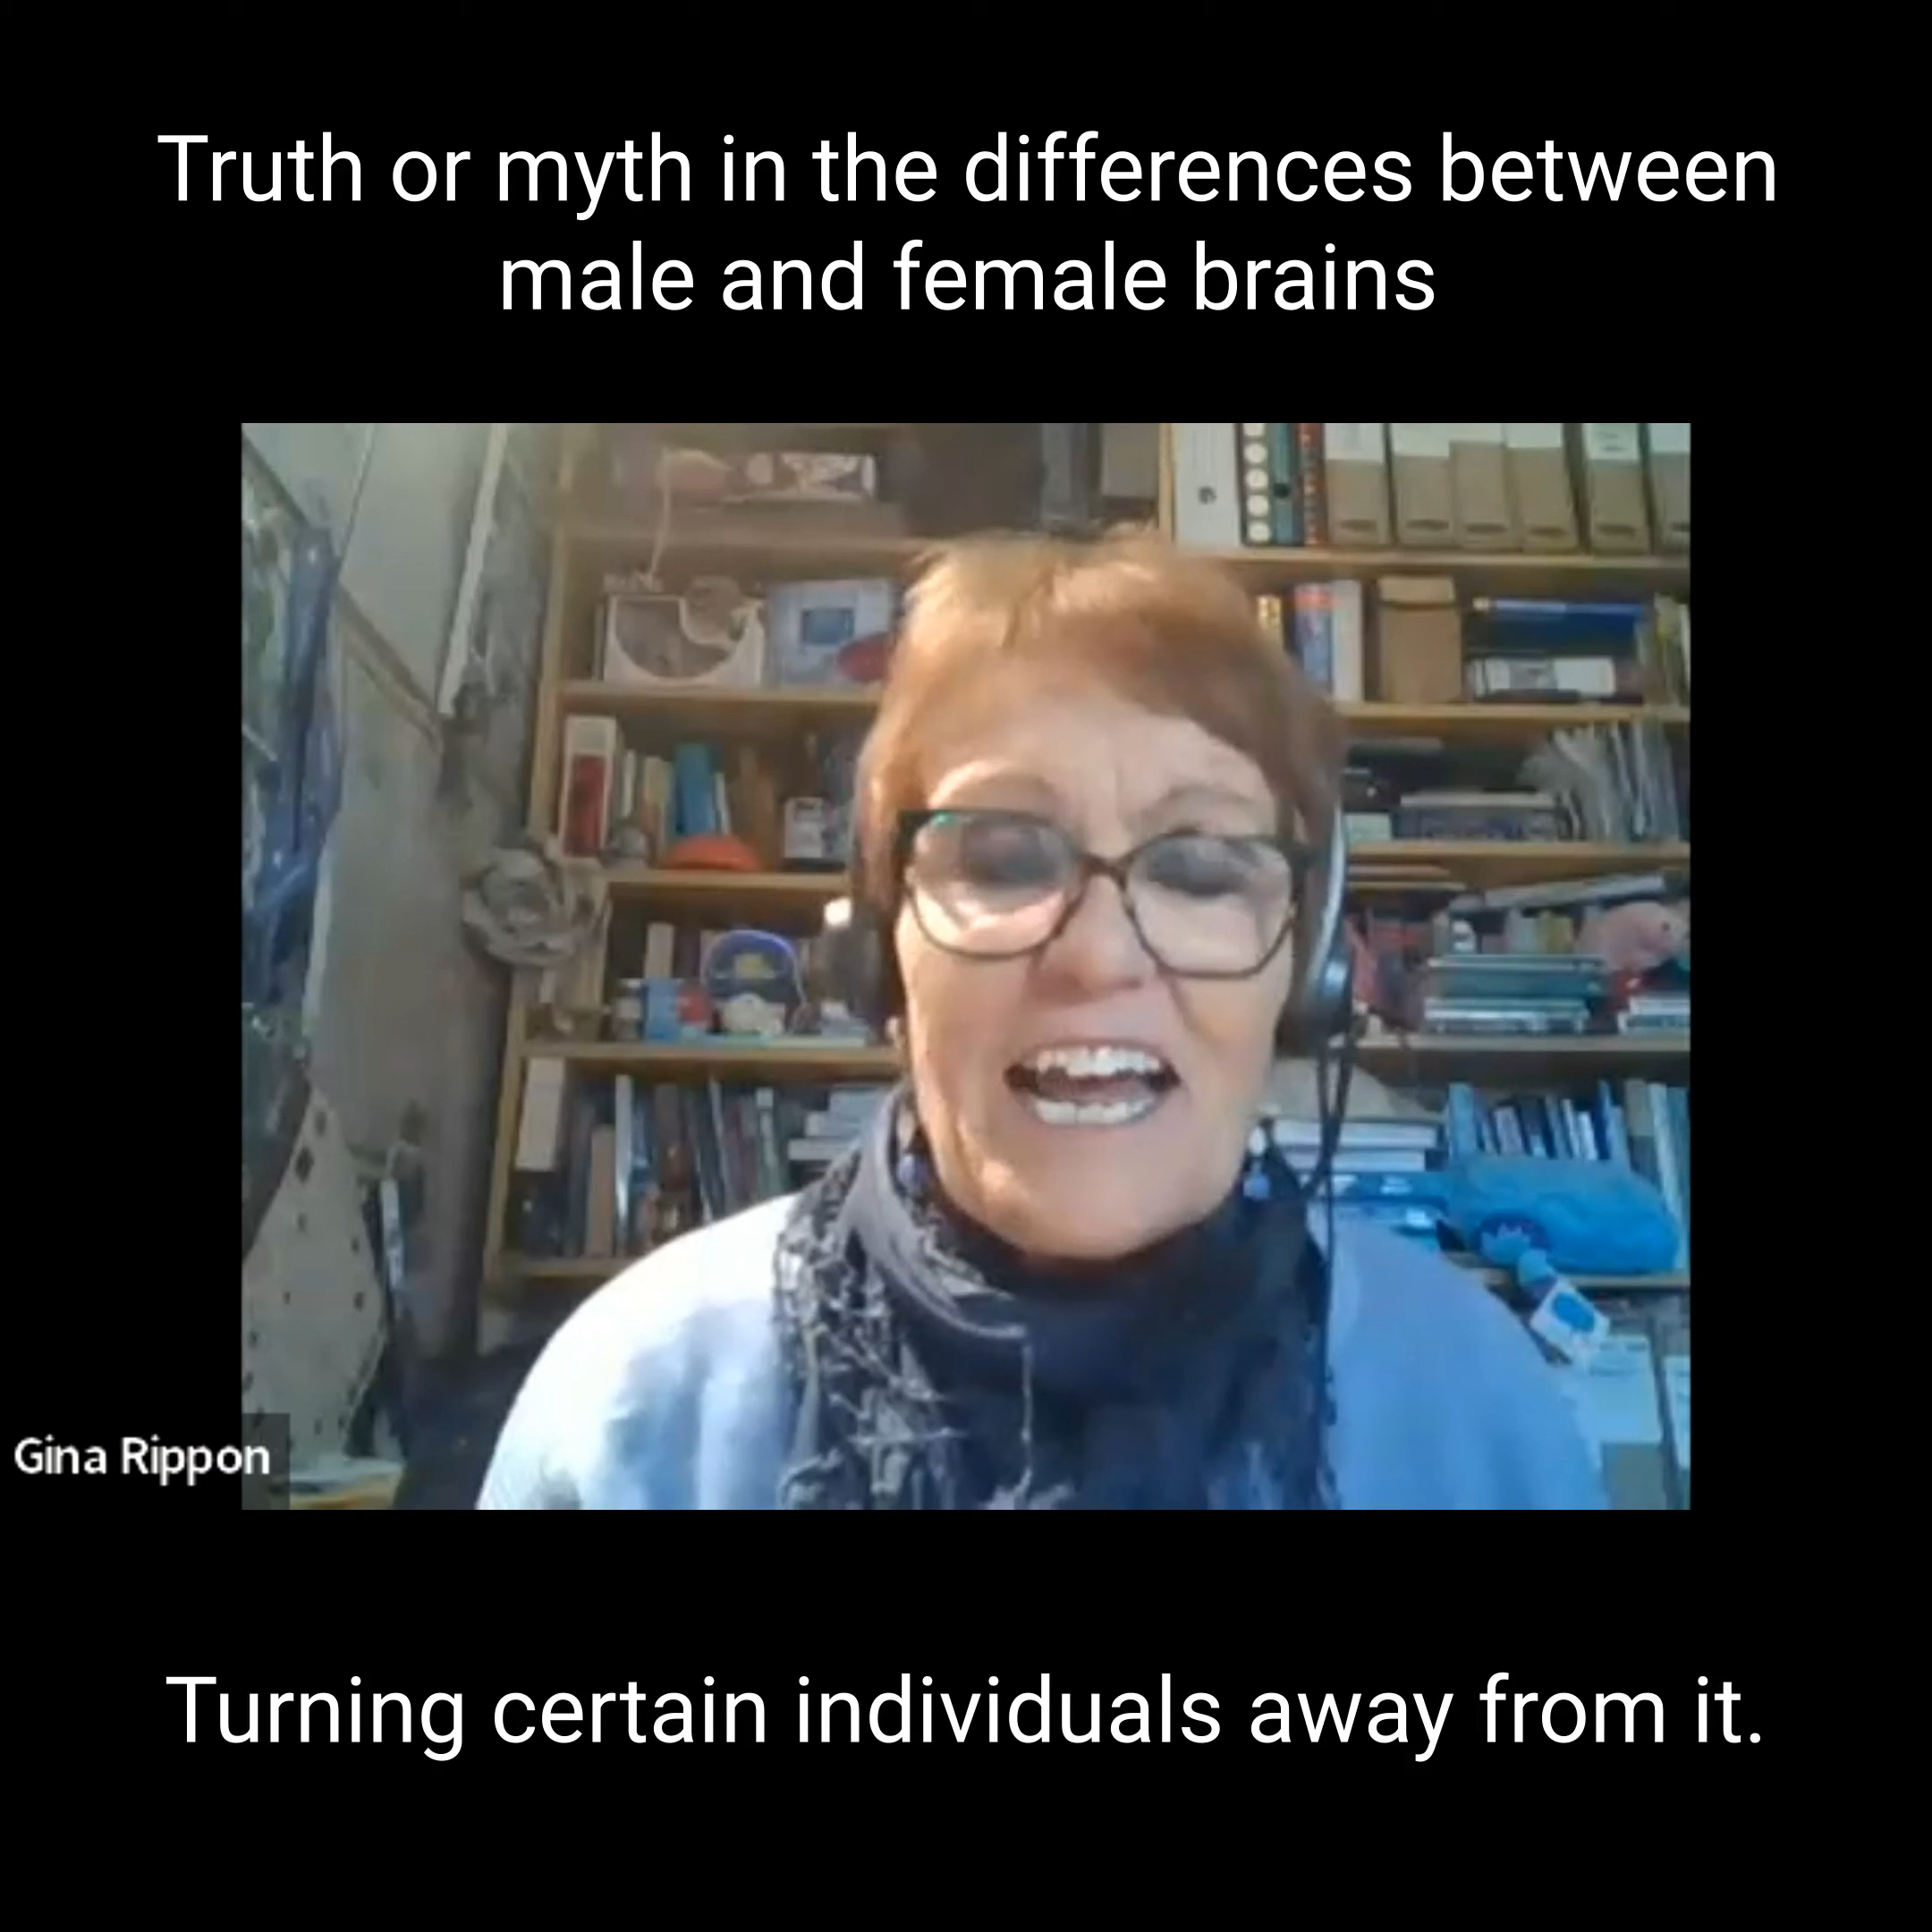 Truth or myth in the differences between
male and female brains
Gina Rippon
Turning certain individuals away from it.